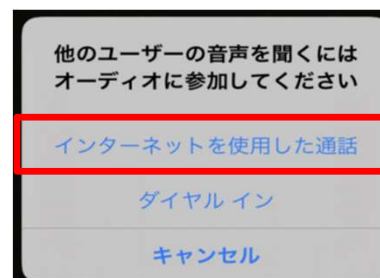 他のユーザーの音声を聞くには
オーディオに参加してください
インターネットを使用した通話
ダイヤル イン
キャンセル